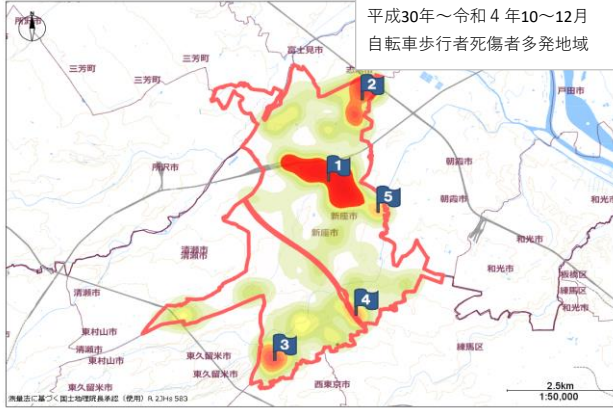 平成30年～令和４年10～12月
自転車歩行者死傷者多発地域
所沢市
三芳町
富士見市
三芳町
2
戸田市
所沢市
1
朝霞市
朝霞市
5
新座市
新座市
和光市
和光市
清瀬市
清瀬市
和光市
板橋区
練馬区
和光市
清瀬市
4
東村山市
清瀬市
東久留米市
3
練馬区
東村山市
東久留米市
東久留米市
西東京市
2.5km
1:50,000
測量法に基づく国土地理院長承認（使用）R 2JHs 583